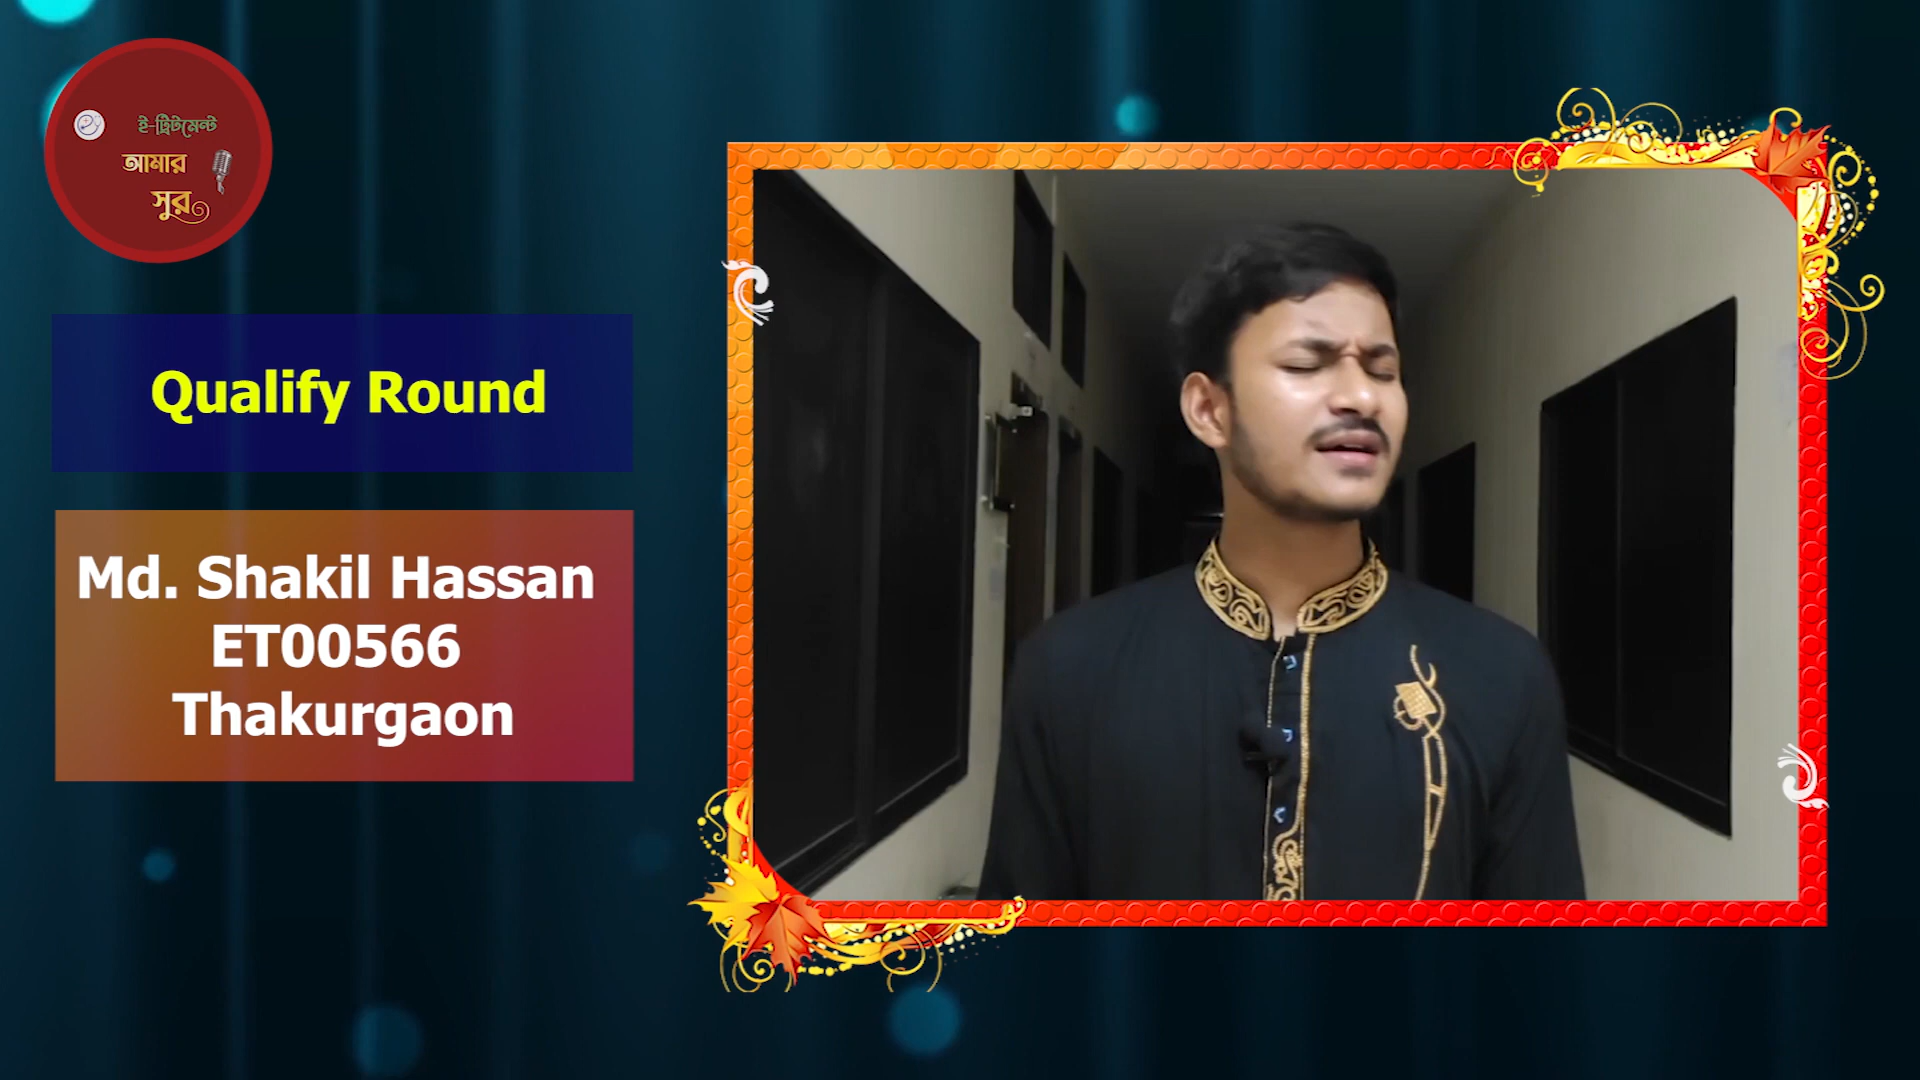 ই-ট্রিটমেন্ট
আমার
সুর
Qualify Round
Md. Shakil Hassan
ET00566
Thakurgaon